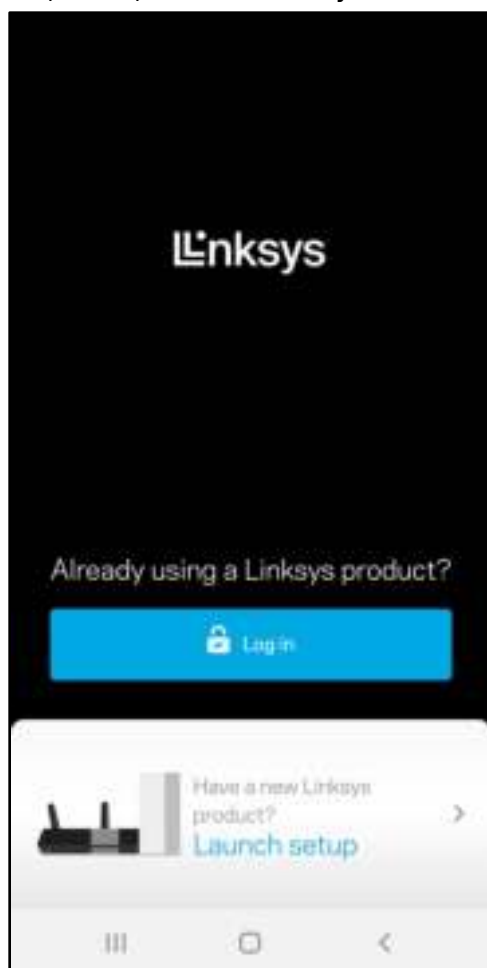 Linksys
Already using a Linksys product?
Log in
Have a new Linksys
product?
Launch setup